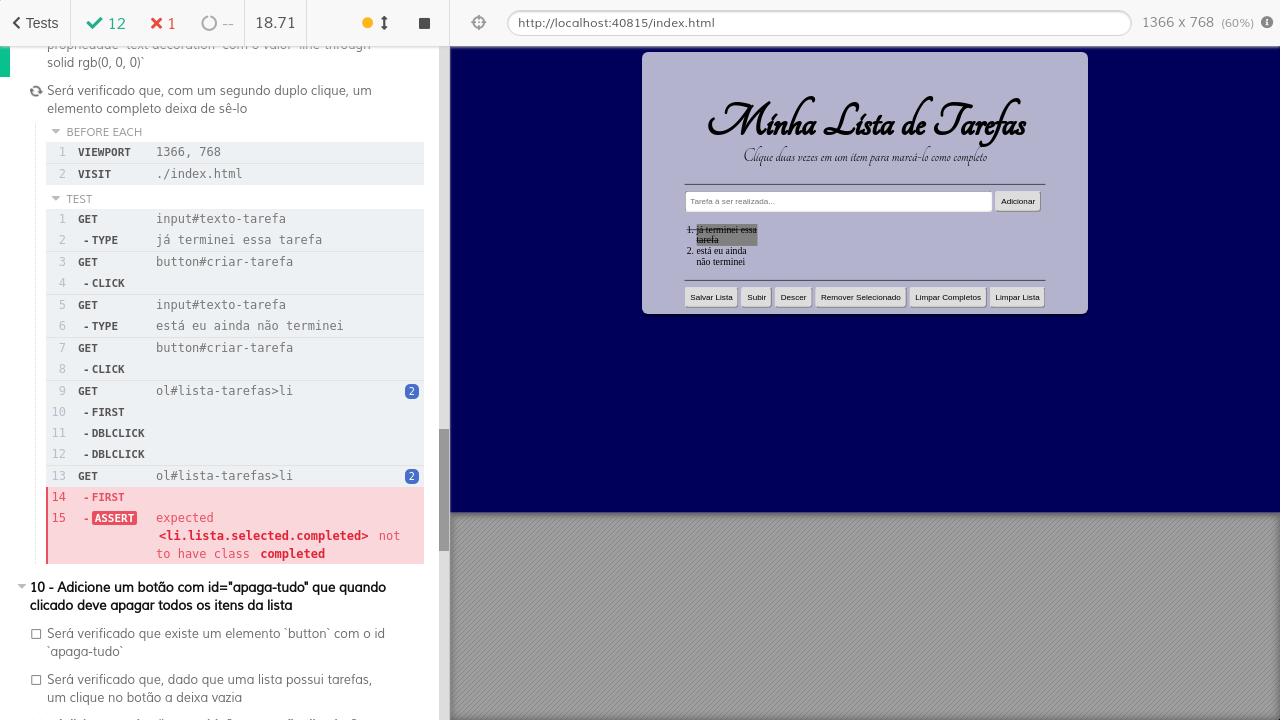 Tests
12
1
--
18.71
http://localhost:40815/index.html
1366 x 768 (60%)
propriedade `text-decoration` com o valor `line-through
solid rgb(0, 0, 0)`
Será verificado que, com um segundo duplo clique, um
elemento completo deixa de sê-lo
BEFORE EACH
1 VIEWPORT 1366, 768
2 VISIT ./index.html
TEST
1 GET input#texto-tarefa
2 -TYPE já terminei essa tarefa
3 GET button#criar-tarefa
4 -CLICK
5 GET input#texto-tarefa
6 -TYPE está eu ainda não terminei
7 GET button#criar-tarefa
8 -CLICK
9 GET ol#lista-tarefas>li 2
10 -FIRST
11 -DBLCLICK
12 -DBLCLICK
13 GET ol#lista-tarefas>li 2
14 -FIRST
15 -ASSERT expected
<li.lista.selected.completed> not
to have class completed
10 - Adicione um botão com id="apaga-tudo" que quando
clicado deve apagar todos os itens da lista
Será verificado que existe um elemento `button` com o id
`apaga-tudo`
Será verificado que, dado que uma lista possui tarefas,
um clique no botão a deixa vazia
Minha Lista de Tarefas
Clique duas vezes em um item para marcá-lo como completo
Tarefa à ser realizada...
Adicionar
1. já terminei essa
tarefa
2. está eu ainda
não terminei
Salvar Lista Subir Descer Remover Selecionado Limpar Completos Limpar Lista